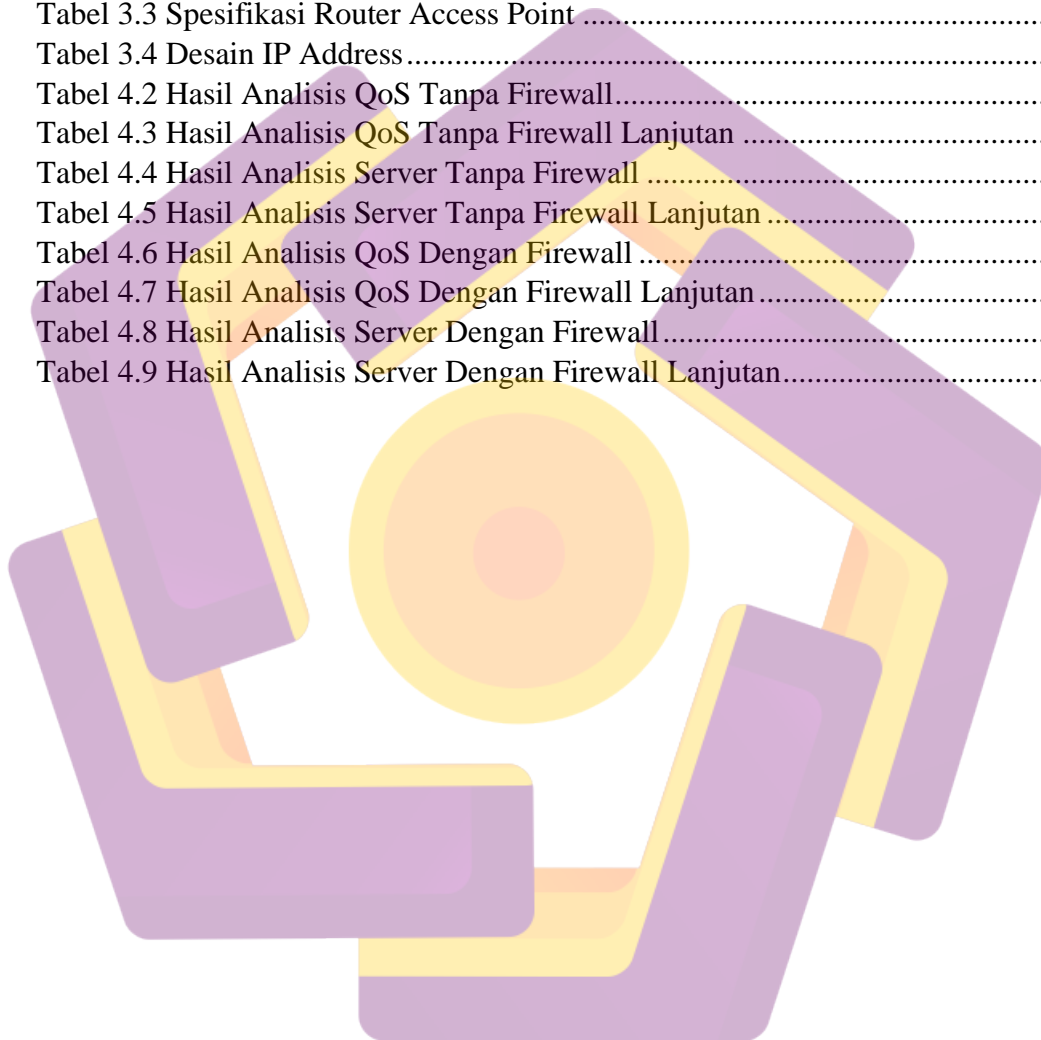 Tabel 3.3 Spesifikasi Router Access Point ........................................................
Tabel 3.4 Desain IP Address................................................................................
Tabel 4.2 Hasil Analisis QoS Tanpa Firewall.....................................................
Tabel 4.3 Hasil Analisis QoS Tanpa Firewall Lanjutan .....................................
Tabel 4.4 Hasil Analisis Server Tanpa Firewall .................................................
Tabel 4.5 Hasil Analisis Server Tanpa Firewall Lanjutan ..................................
Tabel 4.6 Hasil Analisis QoS Dengan Firewall ..................................................
Tabel 4.7 Hasil Analisis QoS Dengan Firewall Lanjutan...................................
Tabel 4.8 Hasil Analisis Server Dengan Firewall...............................................
Tabel 4.9 Hasil Analisis Server Dengan Firewall Lanjutan................................